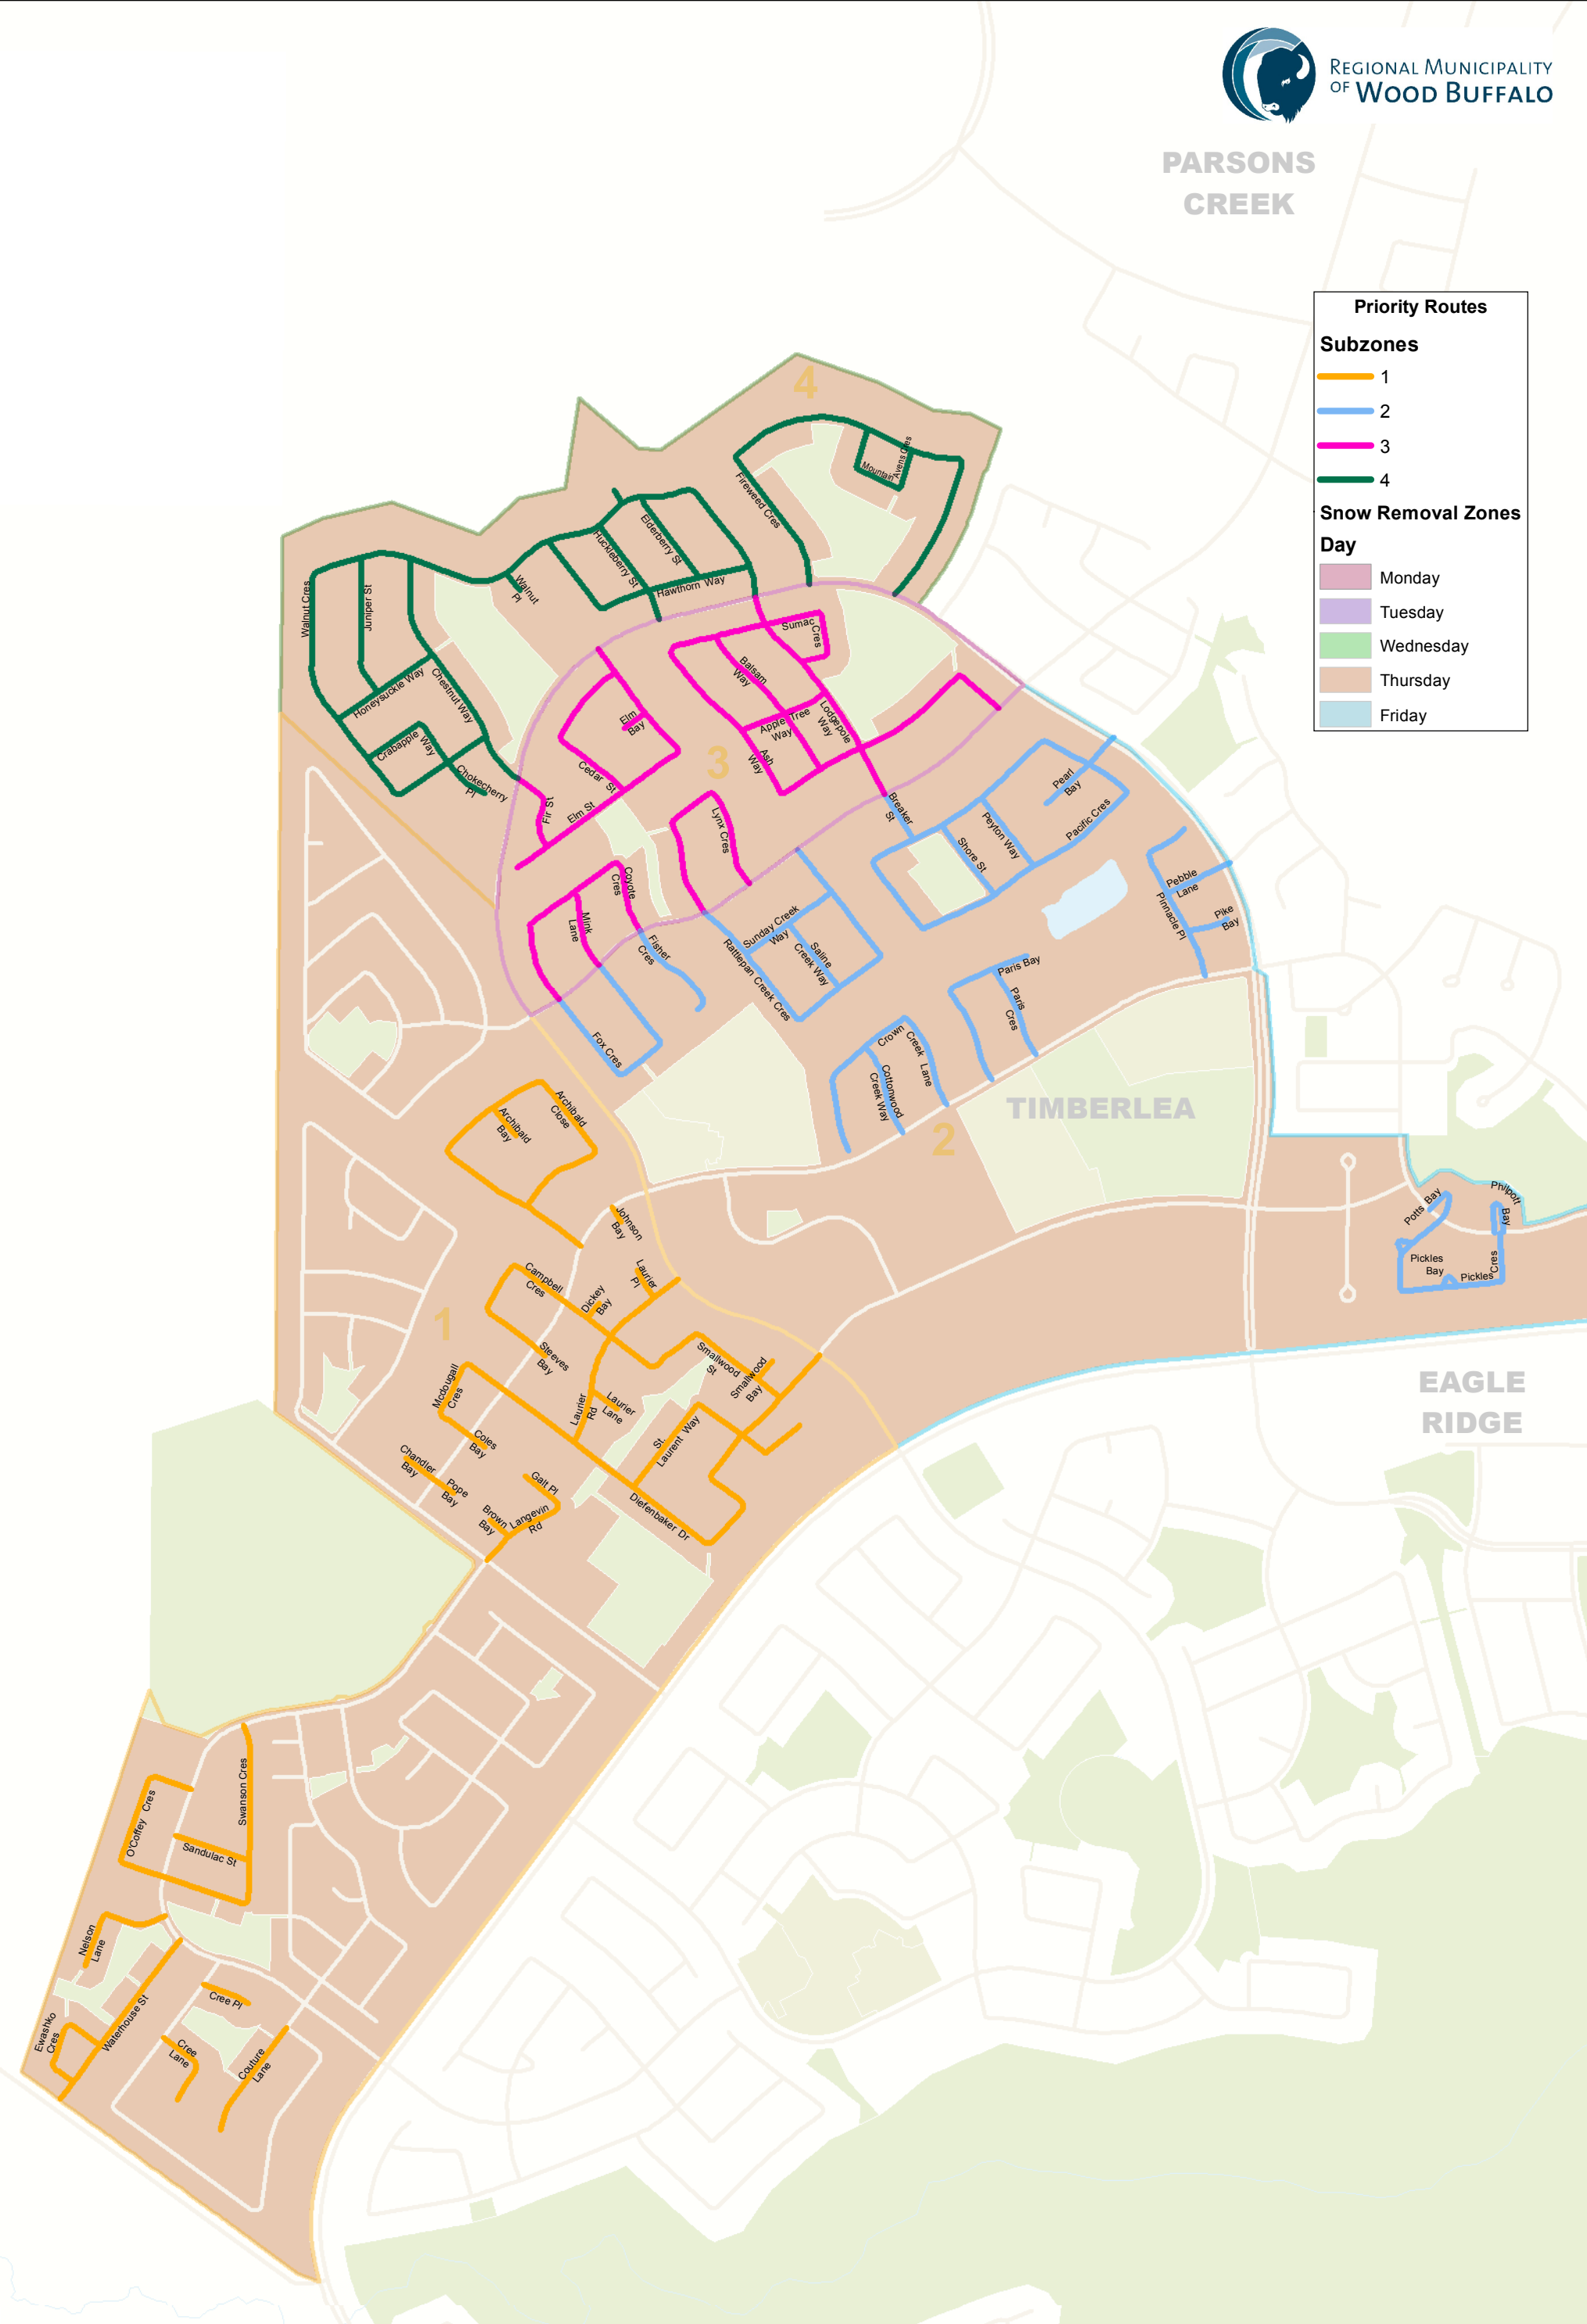 REGIONAL MUNICIPALITY
OF WOOD BUFFALO
PARSONS
CREEK
Priority Routes
Subzones
1
2
3
4
Snow Removal Zones
Day
Monday
Tuesday
Wednesday
Thursday
Friday
4
Mountain
Avens Cres
Fireweed Cres
Elderberry St
Huckleberry St
Hawthorn Way
Walnut
Pl
Walnut Cres
Juniper St
Honeysuckle Way
Chestnut Way
Crabapple
Way
Chokecherry
Pl
Sumac
Cres
Balsam
Way
Apple Tree
Way
Lodgepole
Way
Ash
Way
Elm
Bay
3
Cedar St
Fir St
Elm St
Lynx Cres
Coyote
Cres
Mink
Lane
Breaker
St
Shore St
Peyton Way
Pearl
Bay
Pacific Cres
Pebble
Lane
Pinnacle Pl
Pike
Bay
Fisher
Cres
Sunday Creek
Way
Saline
Creek Way
Rattlepan Creek Cres
Fox Cres
Paris Bay
Paris
Cres
Crown
Creek
Lane
Cottonwood
Creek Way
TIMBERLEA
2
Archibald
Close
Archibald
Bay
Johnson
Bay
Potts Bay
Philpott
Bay
Pickles
Bay
Pickles
Cres
Laurier
Pl
Campbell
Cres
Dickey
Bay
1
Steeves
Bay
Smallwood
St
Smallwood
Bay
Mcdougall
Cres
Laurier
Rd
Laurier
Lane
St.
Laurent Way
Coles
Bay
Chandler
Bay
Pope
Bay
Galt Pl
Brown
Bay
Langevin
Rd
Diefenbaker Dr
EAGLE
RIDGE
Swanson Cres
O'Coffey Cres
Sandulac St
Nelson
Lane
Waterhouse St
Ewashko
Cres
Cree Pl
Cree
Lane
Couture
Lane